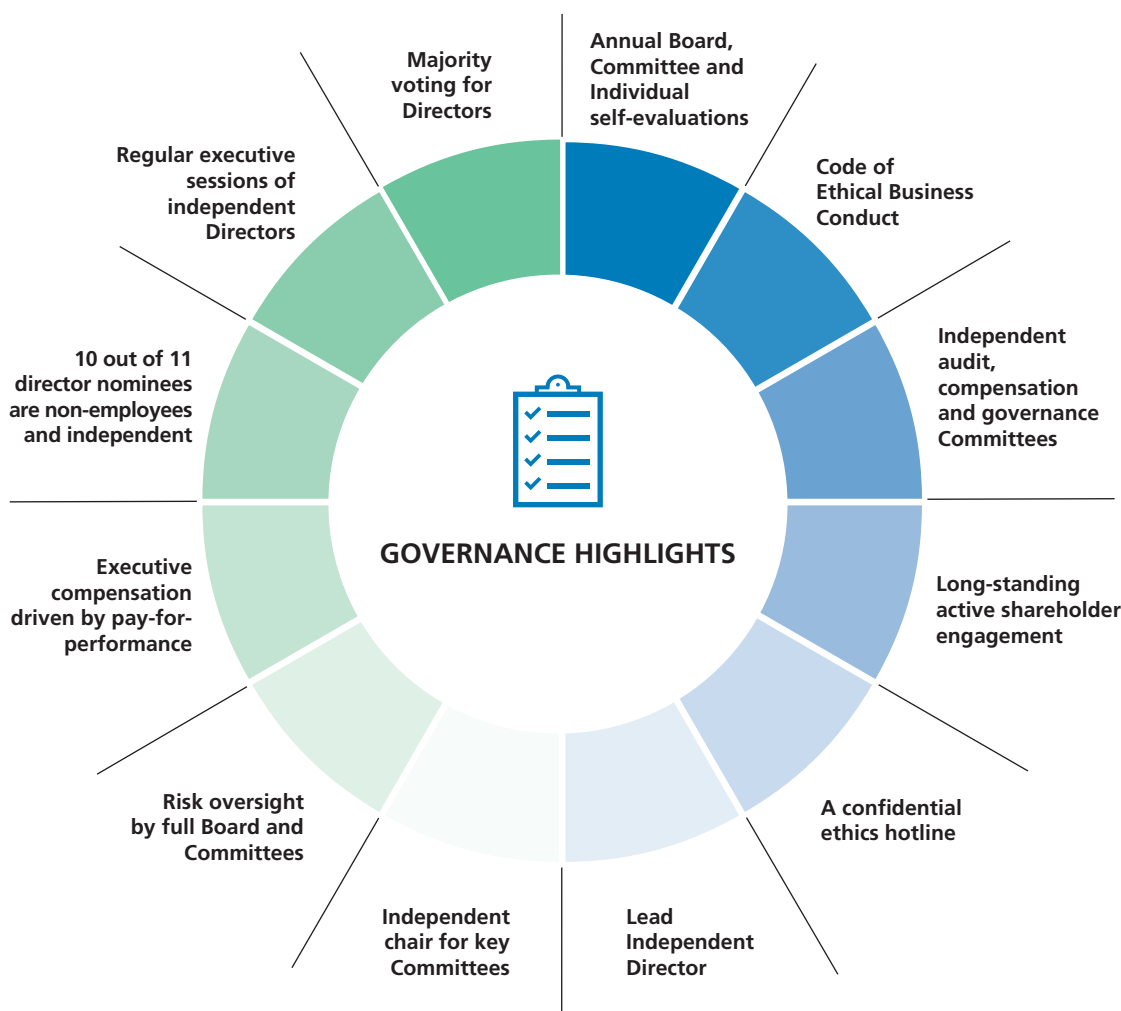 Majority
voting for
Directors
Annual Board,
Committee and
Individual
self-evaluations
Code of
Ethical Business
Conduct
Independent
audit,
compensation
and governance
Committees
Long-standing
active shareholder
engagement
A confidential
ethics hotline
Lead
Independent
Director
Independent
chair for key
Committees
Risk oversight
by full Board and
Committees
Executive
compensation
driven by pay-for-
performance
10 out of 11
director nominees
are non-employees
and independent
Regular executive
sessions of
independent
Directors
GOVERNANCE HIGHLIGHTS